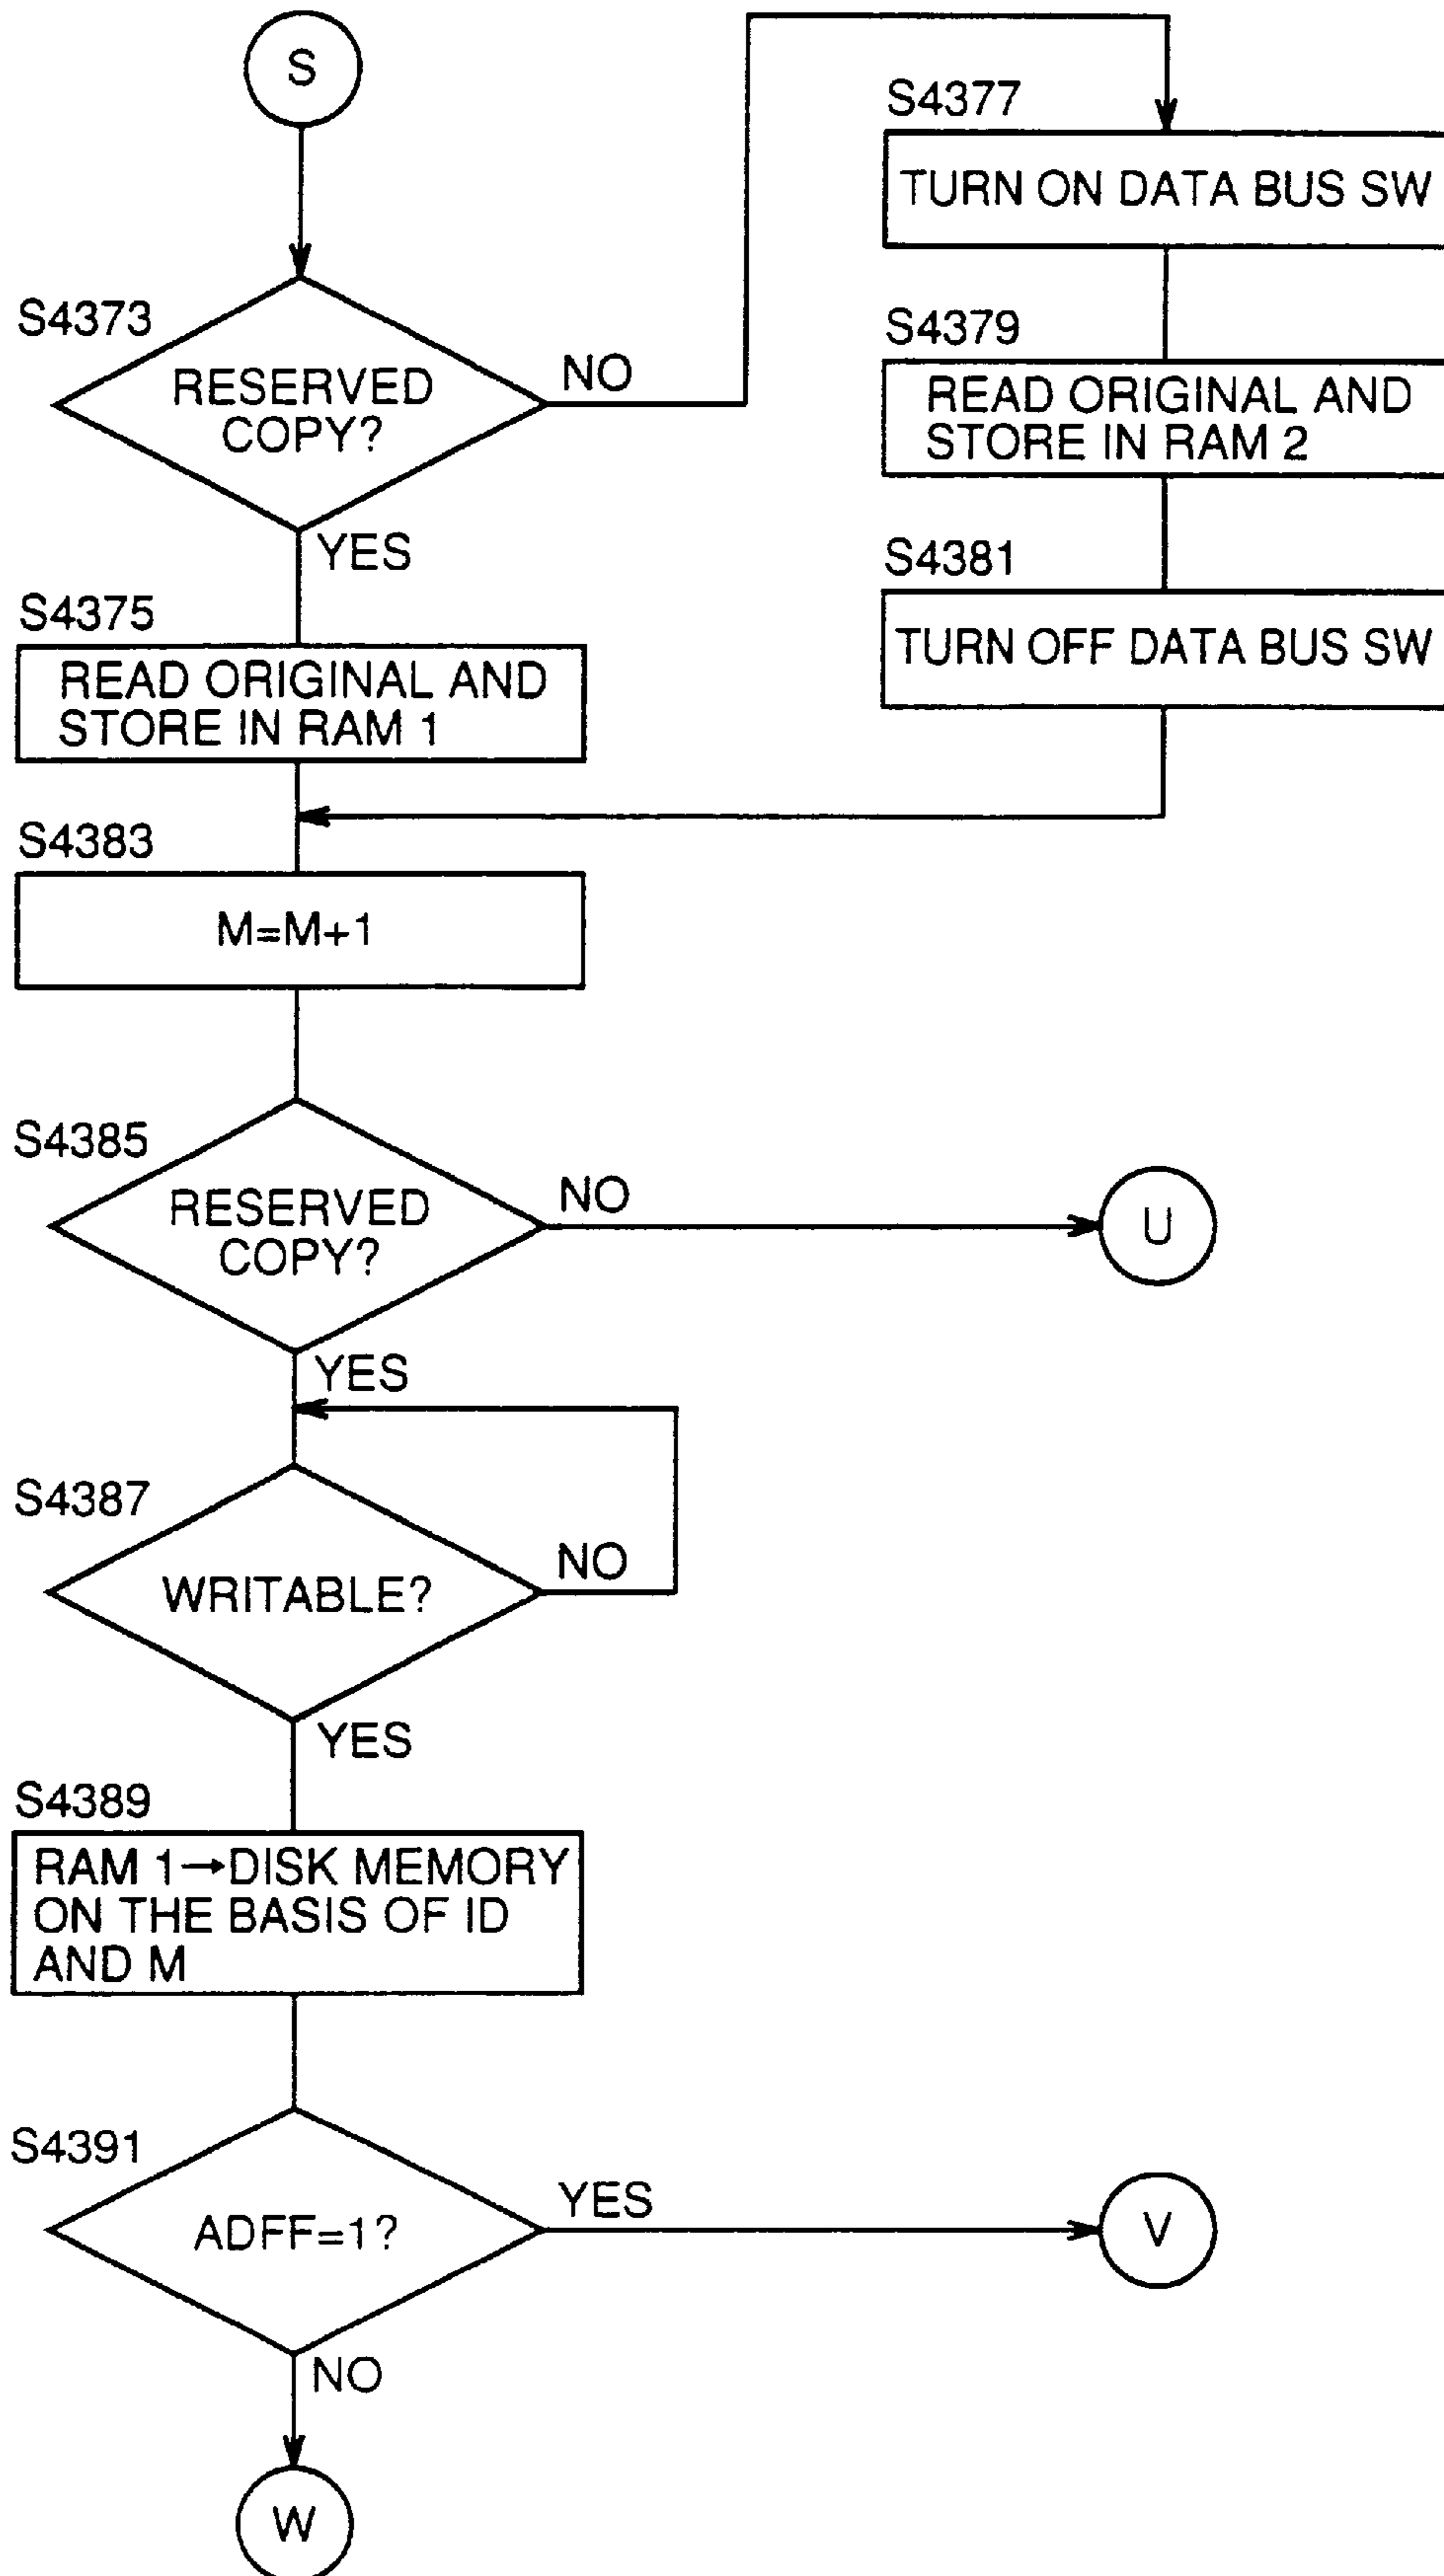 S
S4373
RESERVED
COPY?
NO
YES
S4377
TURN ON DATA BUS SW
S4379
READ ORIGINAL AND
STORE IN RAM 2
S4381
TURN OFF DATA BUS SW
S4375
READ ORIGINAL AND
STORE IN RAM 1
S4383
M=M+1
S4385
RESERVED
COPY?
NO
U
YES
S4387
WRITABLE?
NO
YES
S4389
RAM 1→DISK MEMORY
ON THE BASIS OF ID
AND M
S4391
ADFF=1?
YES
V
NO
W